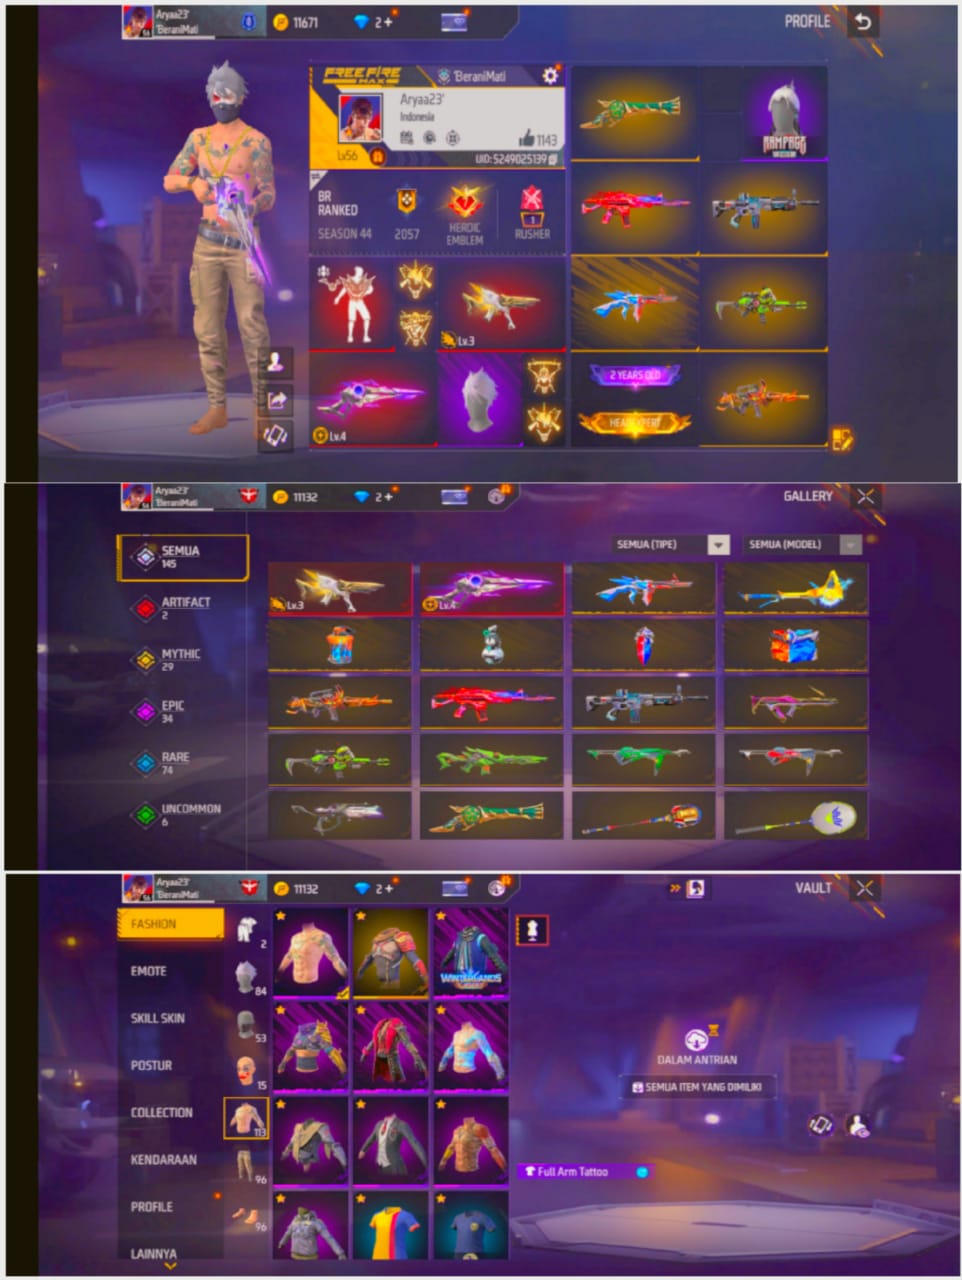 Aryaa23'
'BeraniMati
11671
2+
PROFILE
FREE FIRE
MAX
'BeraniMati
Aryaa23'
Indonesia
1143
Lv56
UID: 5249025139
BR
RANKED
SEASON 44
2057
HEROIC
EMBLEM
1
RUSHER
RAMPAGE
Lv.3
Lv.4
2 YEARS OLD
Aryaa23'
'BeraniMati
11132
2+
GALLERY
SEMUA
145
SEMUA (TIPE)
SEMUA (MODEL)
ARTIFACT
2
MYTHIC
29
EPIC
34
RARE
74
UNCOMMON
6
Lv.3
Lv.4
Aryaa23'
'BeraniMati
11132
2+
VAULT
FASHION
EMOTE
SKILL SKIN
POSTUR
COLLECTION
KENDARAAN
PROFILE
LAINNYA
2
84
53
15
113
96
96
WINTERLANDS
DALAM ANTRIAN
SEMUA ITEM YANG DIMILIKI
Full Arm Tattoo